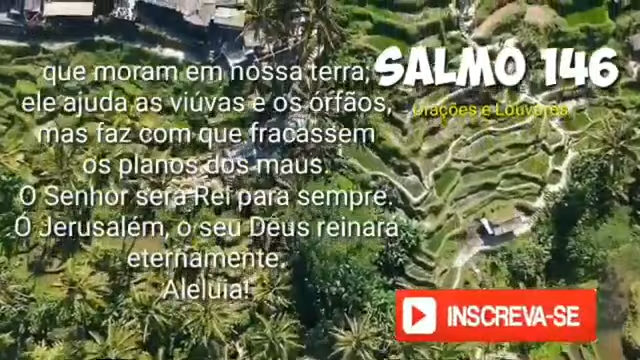 SALMO 146
Orações e Louvores
que moram em nossa terra;
ele ajuda as viúvas e os órfãos,
mas faz com que fracassem
os planos dos maus.
O Senhor será Rei para sempre.
Ó Jerusalém, o seu Deus reinará
eternamente.
Aleluia!
INSCREVA-SE